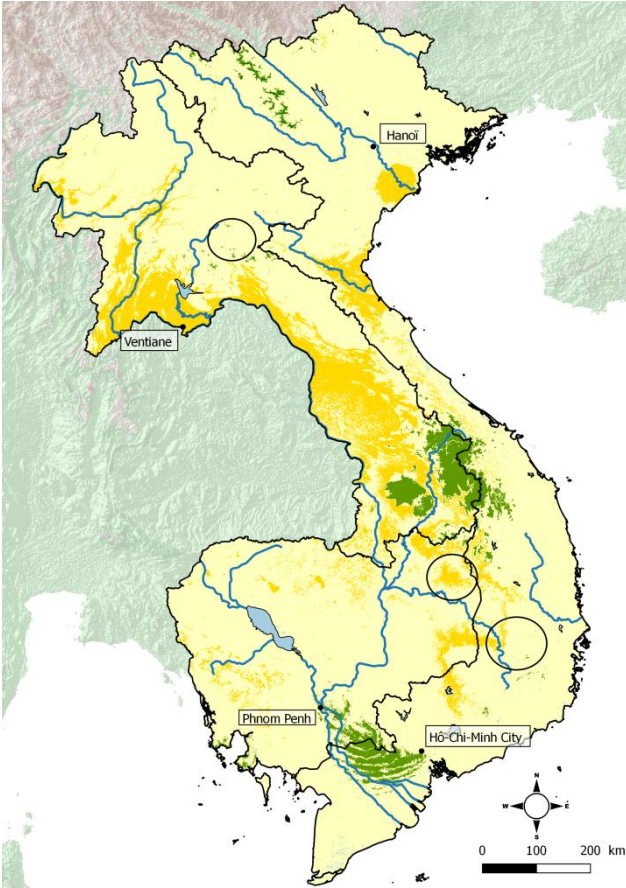 Hanoï
Ventiane
Phnom Penh
Hô-Chi-Minh City
N
W E
S
0 100 200 km